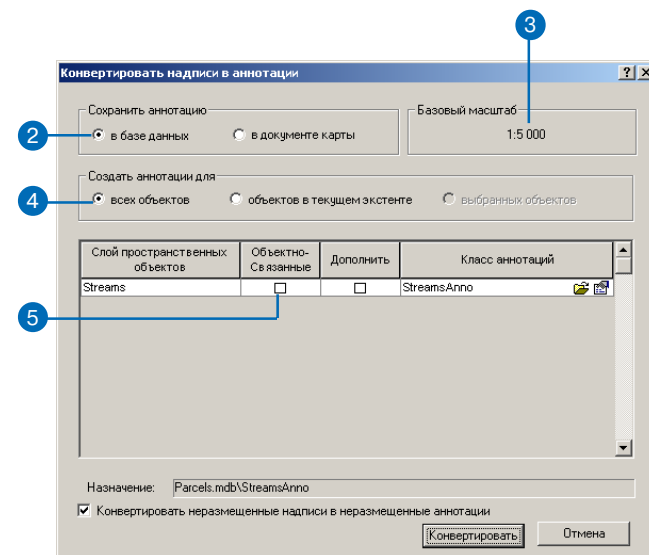 3
Конвертировать надписи в аннотации
Сохранить аннотацию
Базовый масштаб
2
в базе данных
в документе карты
1:5 000
Создать аннотации для
4
всех объектов
объектов в текущем экстенте
выбранных объектов
Слой пространственных объектов
Объектно-Связанные
Дополнить
Класс аннотаций
Streams
StreamsAnno
5
Назначение:
Parcels.mdb\StreamsAnno
Конвертировать неразмещенные надписи в неразмещенные аннотации
Конвертировать
Отмена